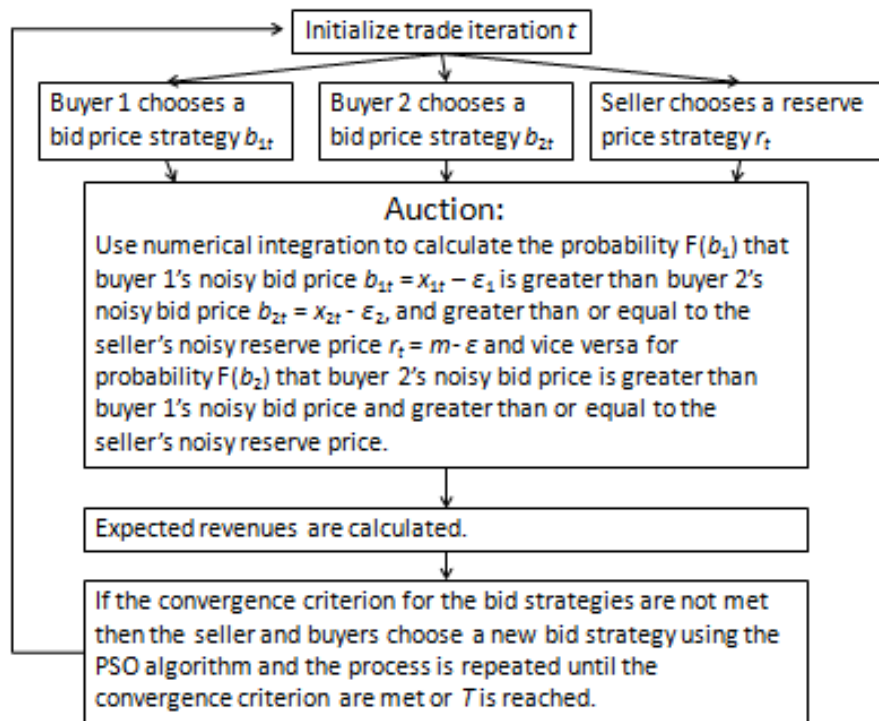 Initialize trade iteration t
Buyer 1 chooses a
bid price strategy b₁ₜ
Buyer 2 chooses a
bid price strategy b₂ₜ
Seller chooses a reserve
price strategy rₜ
Auction:
Use numerical integration to calculate the probability F(b₁) that
buyer 1's noisy bid price b₁ₜ = x₁ₜ – ε₁ is greater than buyer 2's
noisy bid price b₂ₜ = x₂ₜ - ε₂, and greater than or equal to the
seller's noisy reserve price rₜ = m- ε and vice versa for
probability F(b₂) that buyer 2's noisy bid price is greater than
buyer 1's noisy bid price and greater than or equal to the
seller's noisy reserve price.
Expected revenues are calculated.
If the convergence criterion for the bid strategies are not met
then the seller and buyers choose a new bid strategy using the
PSO algorithm and the process is repeated until the
convergence criterion are met or T is reached.